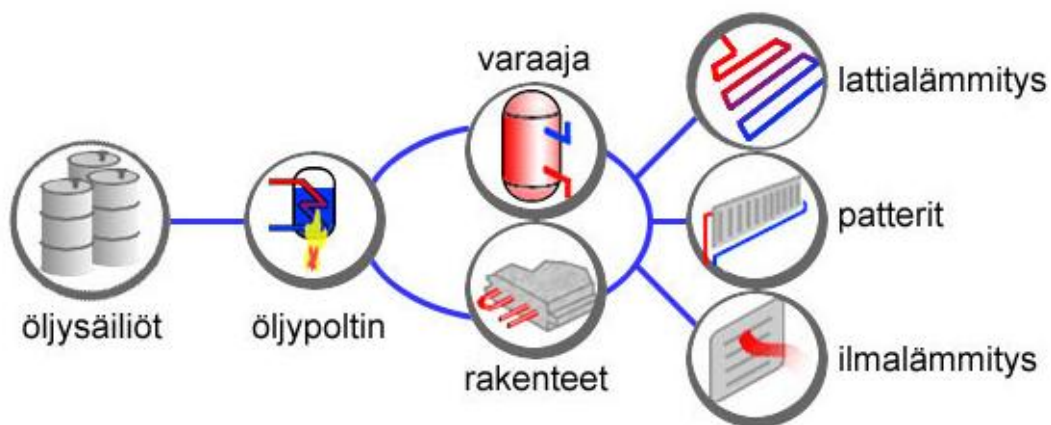 öljysäiliöt
öljypoltin
varaaja
rakenteet
lattialämmitys
patterit
ilmalämmitys